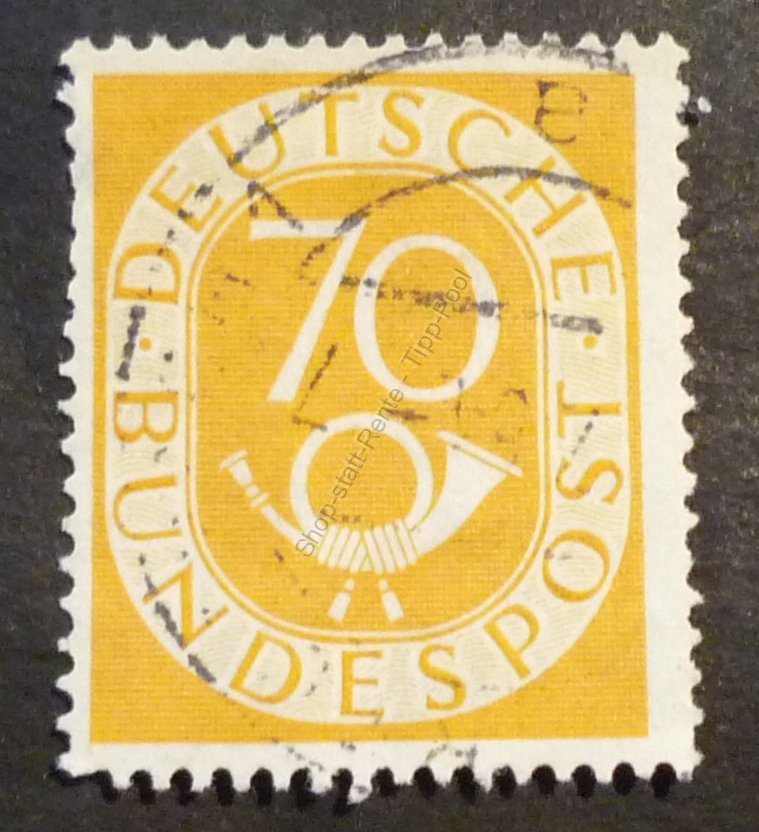 DEUTSCHE · BUNDESPOST ·
70
Shop-statt-Rente - Tipp-Pool